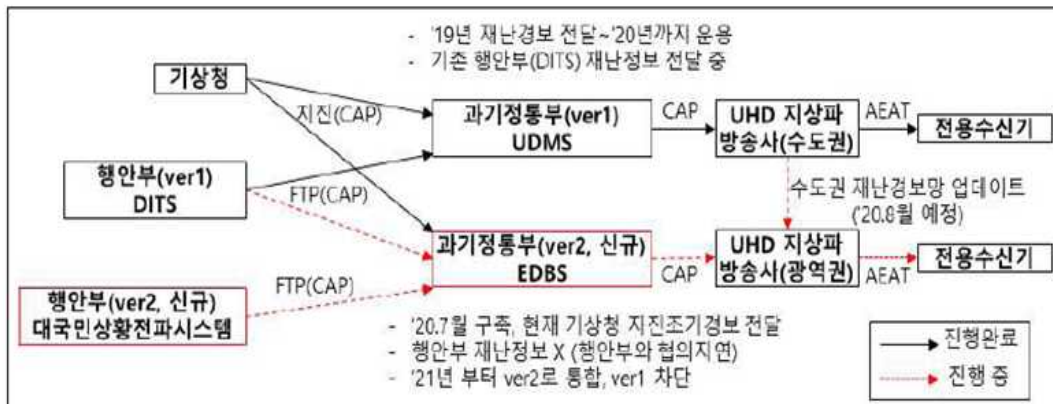 - '19년 재난경보 전달~'20년까지 운용
- 기존 행안부(DITS) 재난정보 전달 중
기상청
지진(CAP)
과기정통부(ver1)
UDMS
CAP
UHD 지상파
방송사(수도권)
AEAT
전용수신기
행안부(ver1)
DITS
FTP(CAP)
수도권 재난경보망 업데이트
('20.8월 예정)
과기정통부(ver2, 신규)
EDBS
CAP
UHD 지상파
방송사(광역권)
AEAT
전용수신기
행안부(ver2, 신규)
대국민상황전파시스템
FTP(CAP)
- '20.7월 구축, 현재 기상청 지진조기경보 전달
- 행안부 재난정보 X (행안부와 협의지연)
- '21년 부터 ver2로 통합, ver1 차단
진행완료
진행 중